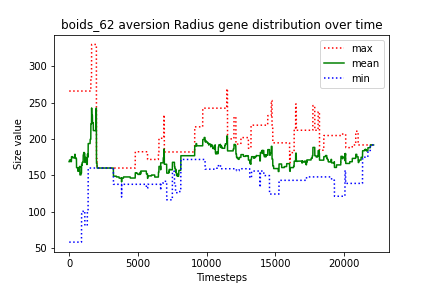 boids_62 aversion Radius gene distribution over time
max
mean
min
Size value
300
250
200
150
100
50
0
5000
10000
15000
20000
Timesteps